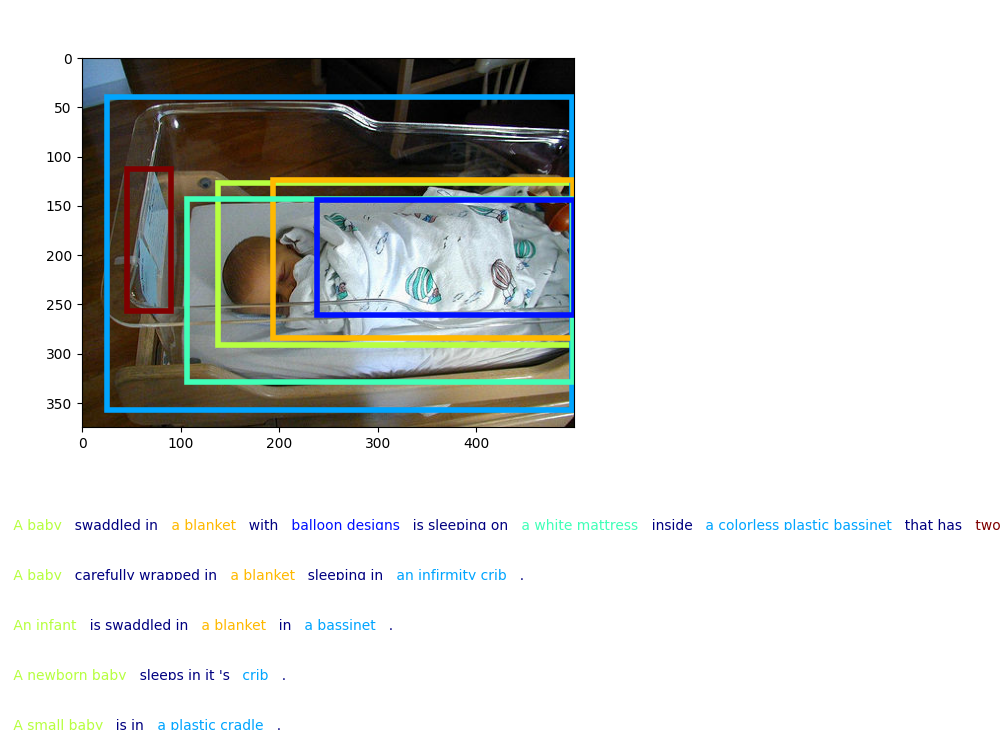 0
50
100
150
200
250
300
350
0 100 200 300 400
A baby swaddled in a blanket with balloon designs is sleeping on a white mattress inside a colorless plastic bassinet that has two
A baby carefully wrapped in a blanket sleeping in an infirmity crib .
An infant is swaddled in a blanket in a bassinet .
A newborn baby sleeps in it 's crib .
A small baby is in a plastic cradle .